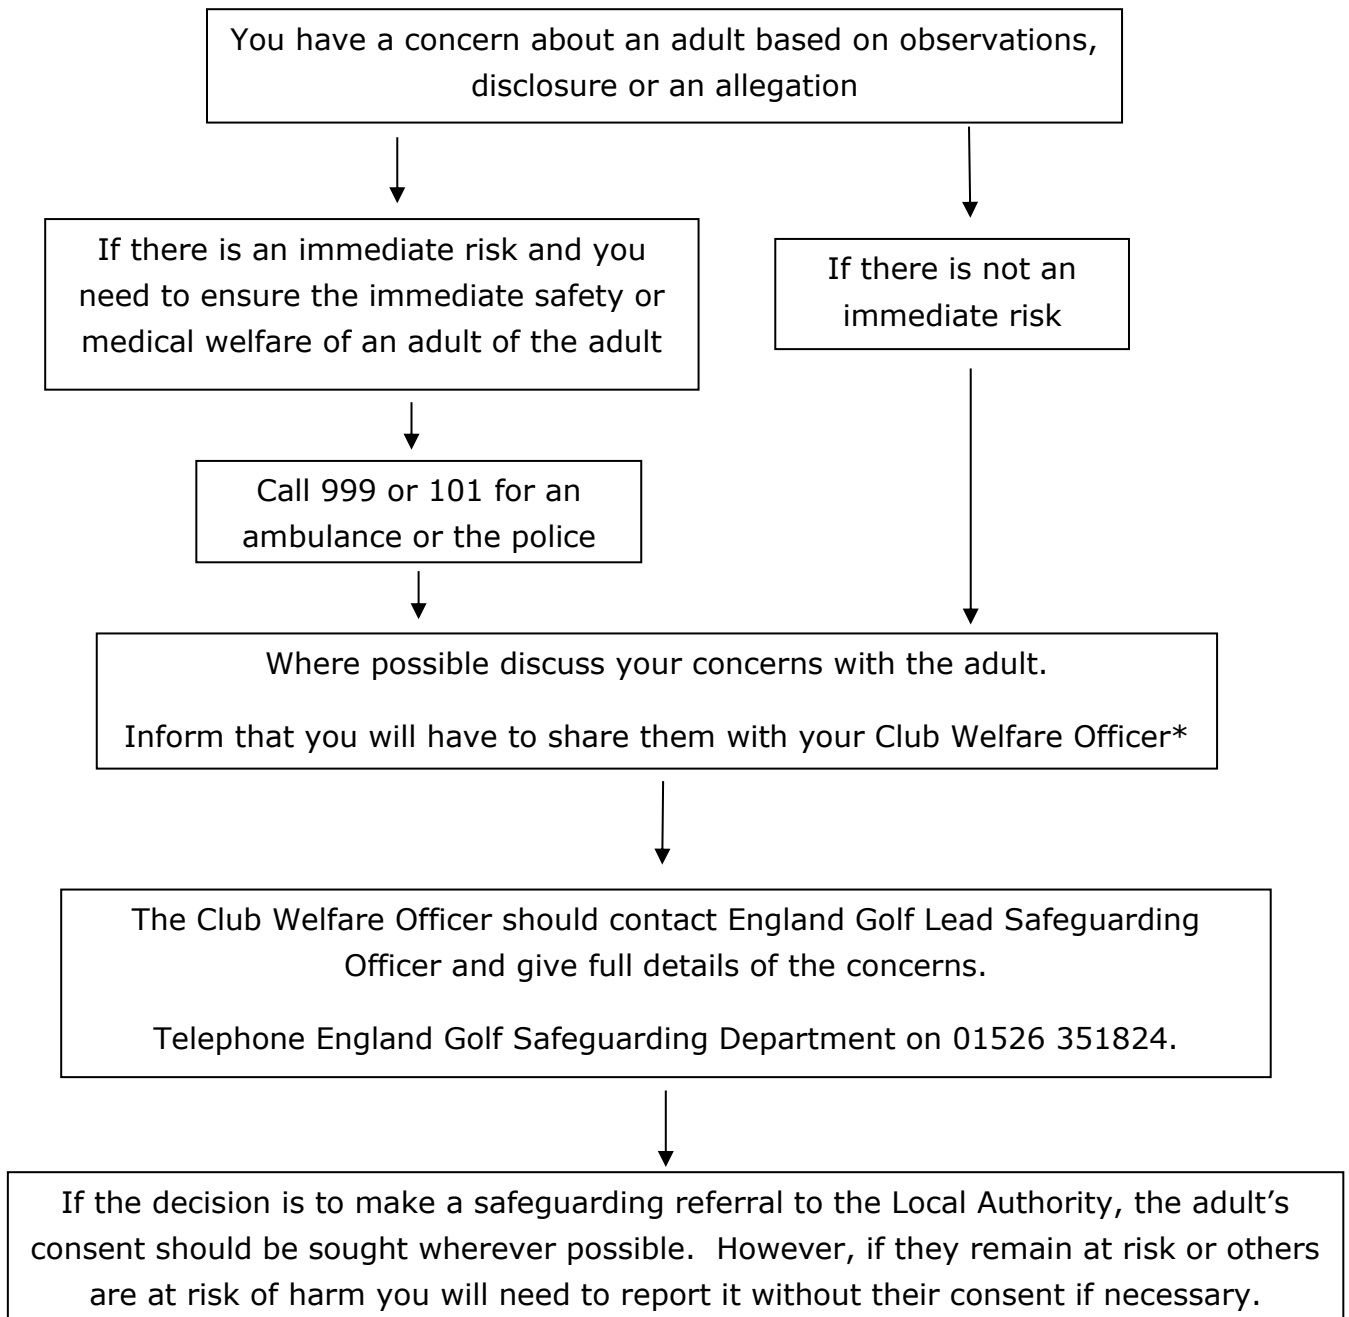 You have a concern about an adult based on observations,
disclosure or an allegation
If there is an immediate risk and you
need to ensure the immediate safety or
medical welfare of an adult of the adult
If there is not an
immediate risk
Call 999 or 101 for an
ambulance or the police
Where possible discuss your concerns with the adult.
Inform that you will have to share them with your Club Welfare Officer*
The Club Welfare Officer should contact England Golf Lead Safeguarding
Officer and give full details of the concerns.
Telephone England Golf Safeguarding Department on 01526 351824.
If the decision is to make a safeguarding referral to the Local Authority, the adult’s
consent should be sought wherever possible.  However, if they remain at risk or others
are at risk of harm you will need to report it without their consent if necessary.